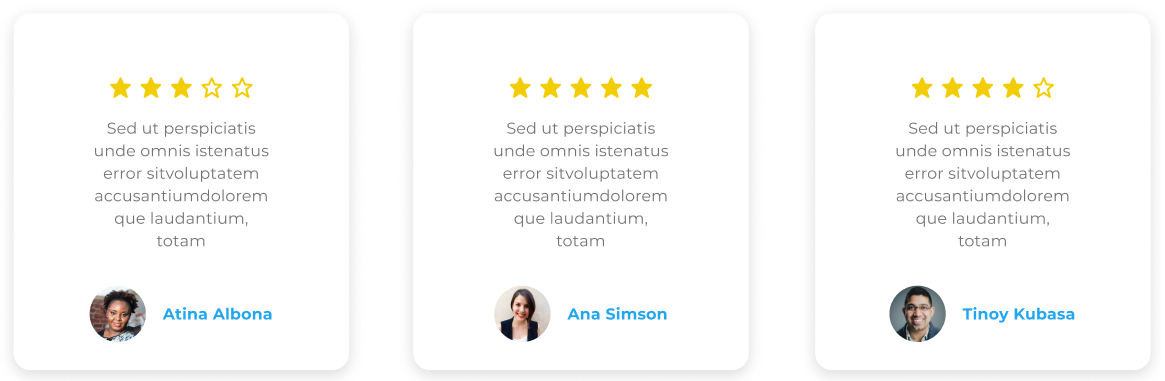 Sed ut perspiciatis
unde omnis istenatus
error sitvoluptatem
accusantiumdolorem
que laudantium,
totam
Atina Albona
Sed ut perspiciatis
unde omnis istenatus
error sitvoluptatem
accusantiumdolorem
que laudantium,
totam
Ana Simson
Sed ut perspiciatis
unde omnis istenatus
error sitvoluptatem
accusantiumdolorem
que laudantium,
totam
Tinoy Kubasa